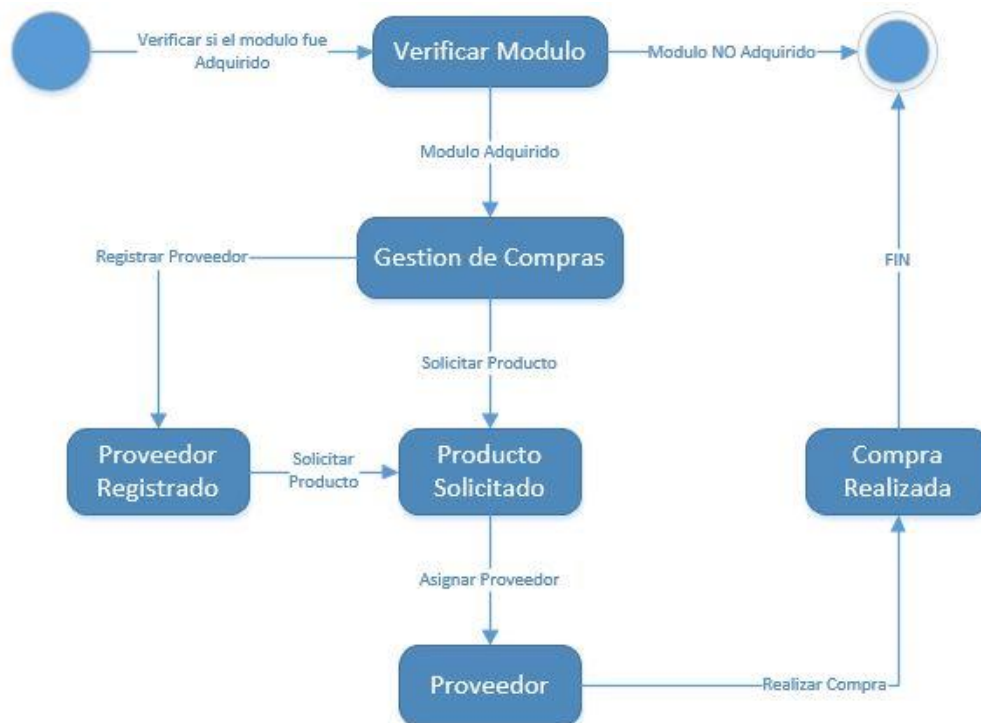 Verificar si el modulo fue
Adquirido
Verificar Modulo
Modulo NO Adquirido
Modulo Adquirido
Registrar Proveedor
Gestion de Compras
FIN
Solicitar Producto
Proveedor
Registrado
Solicitar
Producto
Producto
Solicitado
Compra
Realizada
Asignar Proveedor
Proveedor
Realizar Compra